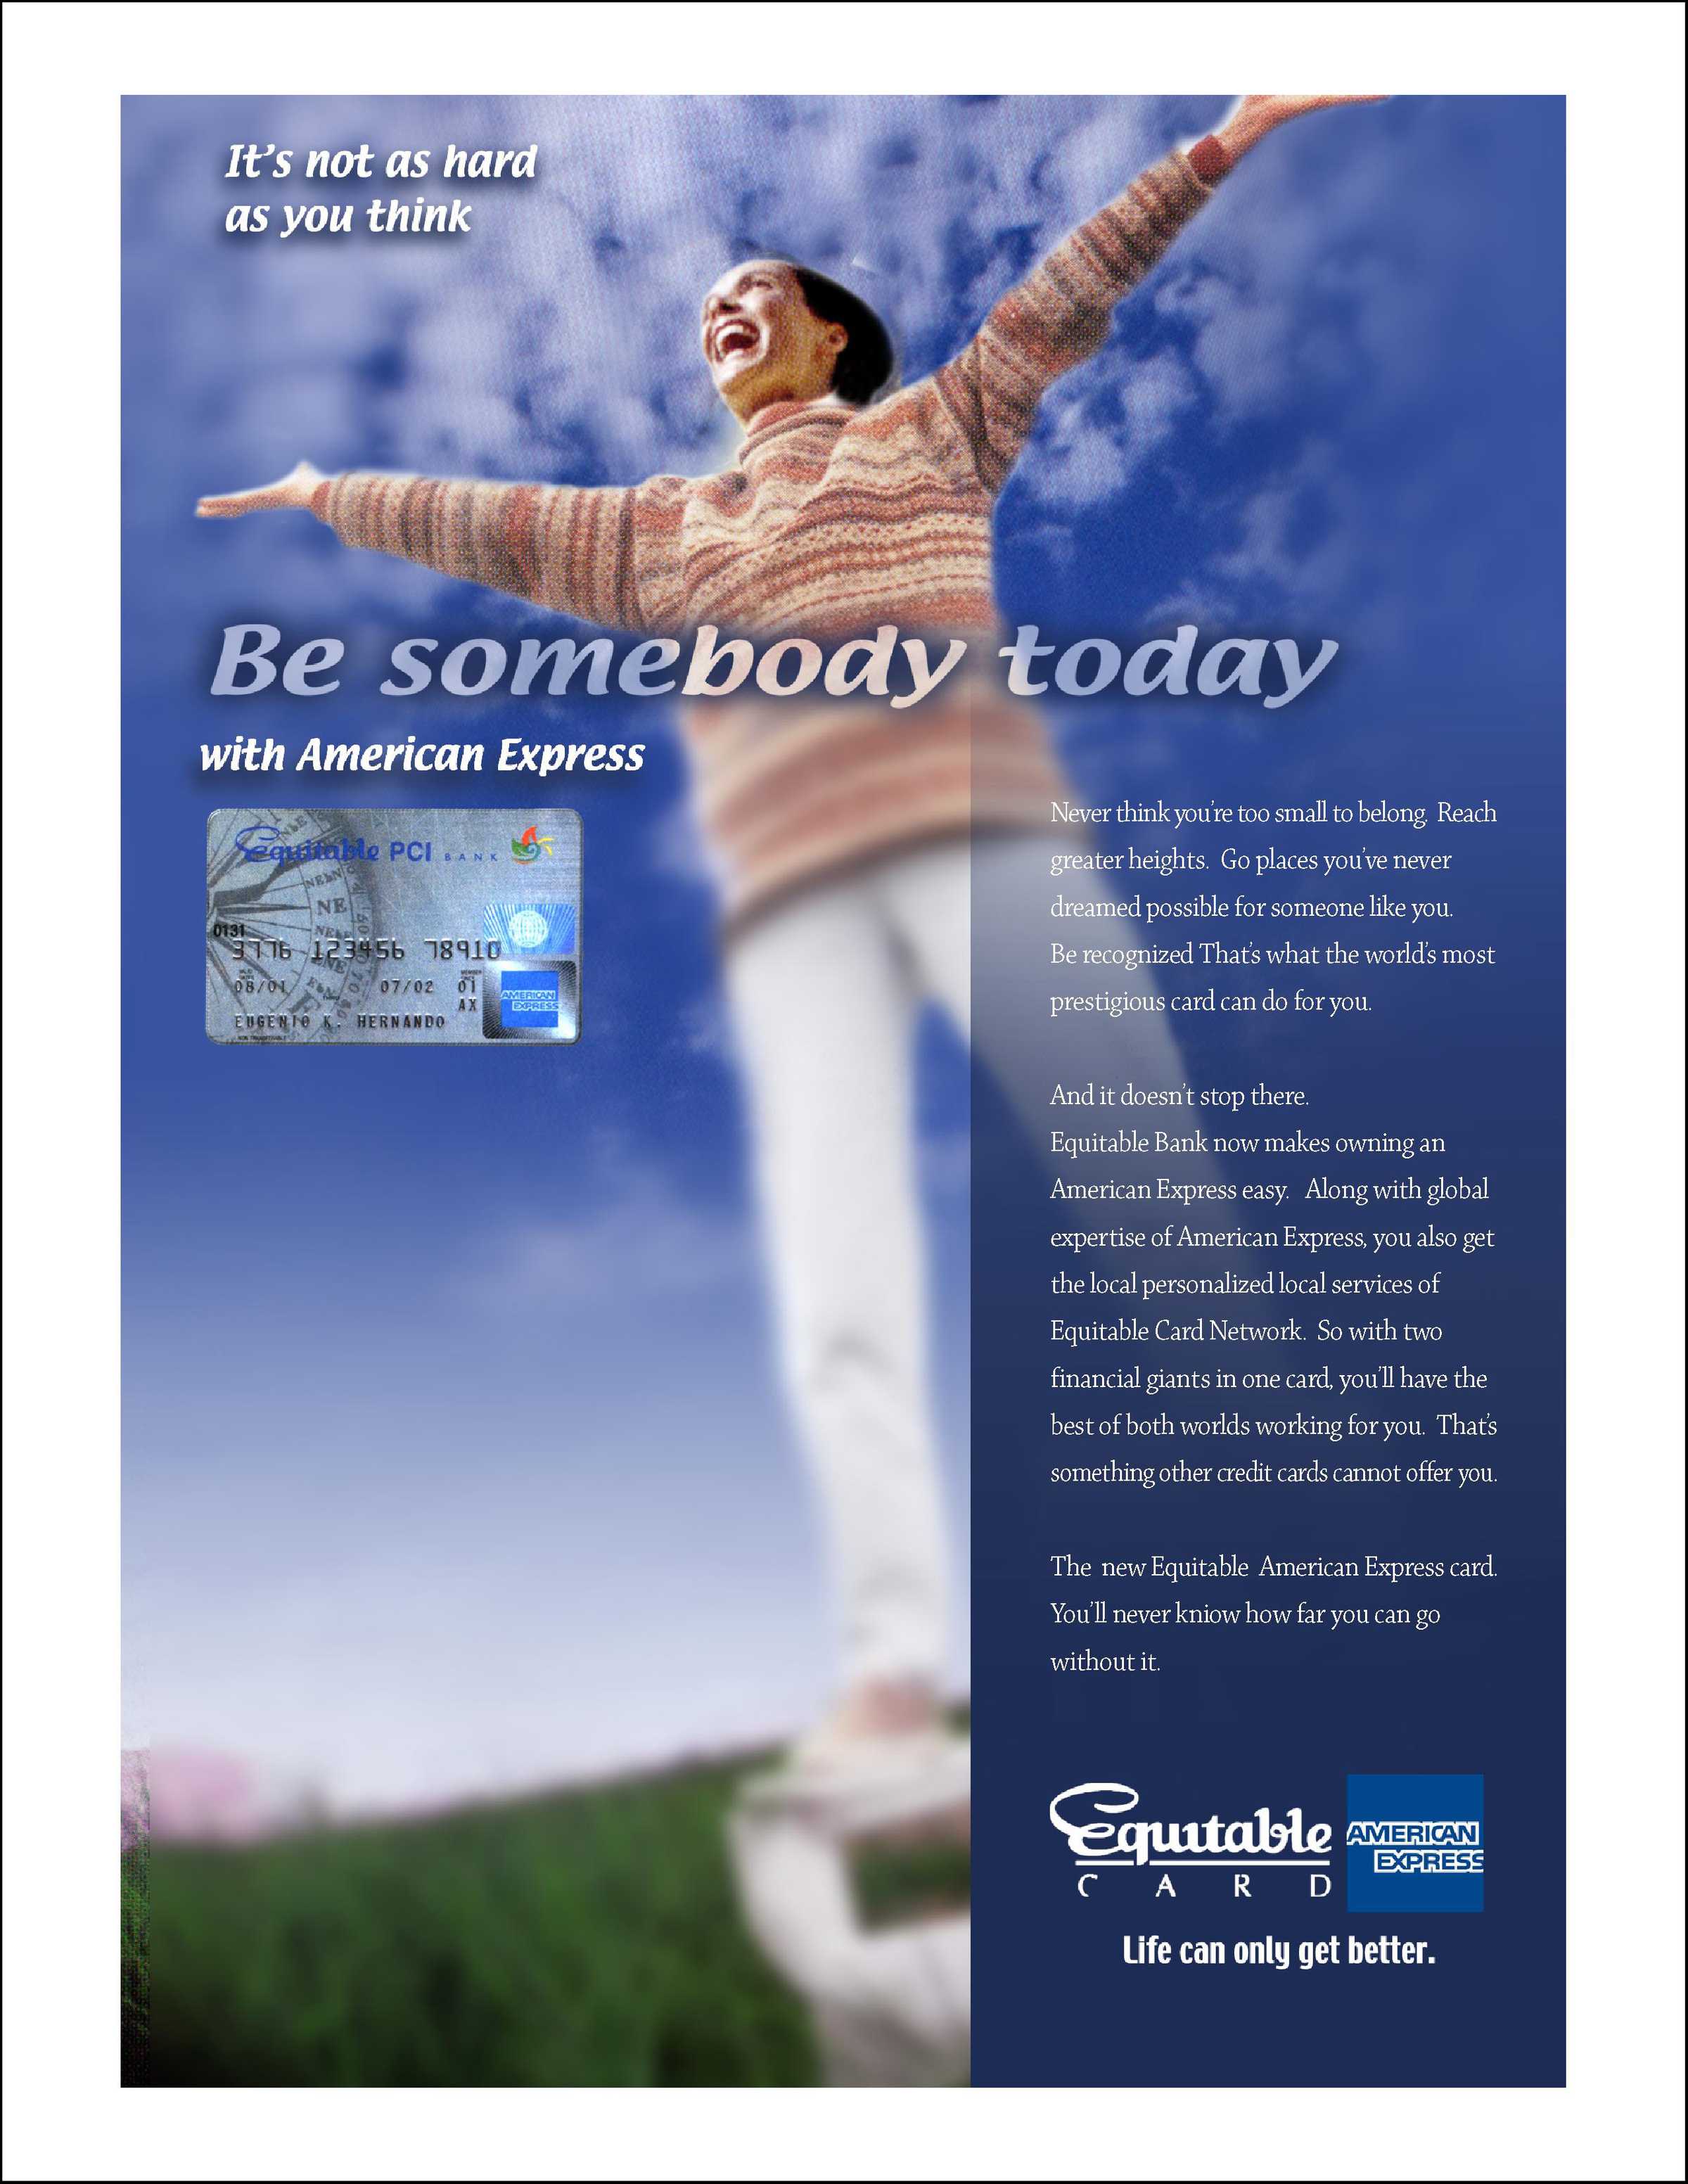 It's not as hard
as you think
Be somebody today
with American Express
Equitable PCI BANK
NE
0131
3776 123456 78910
08/01 07/02 01
AX
EUGENIO K. HERNANDO
AMERICAN
EXPRESS
Never think you're too small to belong. Reach
greater heights. Go places you've never
dreamed possible for someone like you.
Be recognized That's what the world's most
prestigious card can do for you.
And it doesn't stop there.
Equitable Bank now makes owning an
American Express easy. Along with global
expertise of American Express, you also get
the local personalized local services of
Equitable Card Network. So with two
financial giants in one card, you'll have the
best of both worlds working for you. That's
something other credit cards cannot offer you.
The new Equitable American Express card.
You'll never kniow how far you can go
without it.
Equitable
CARD
AMERICAN
EXPRESS
Life can only get better.